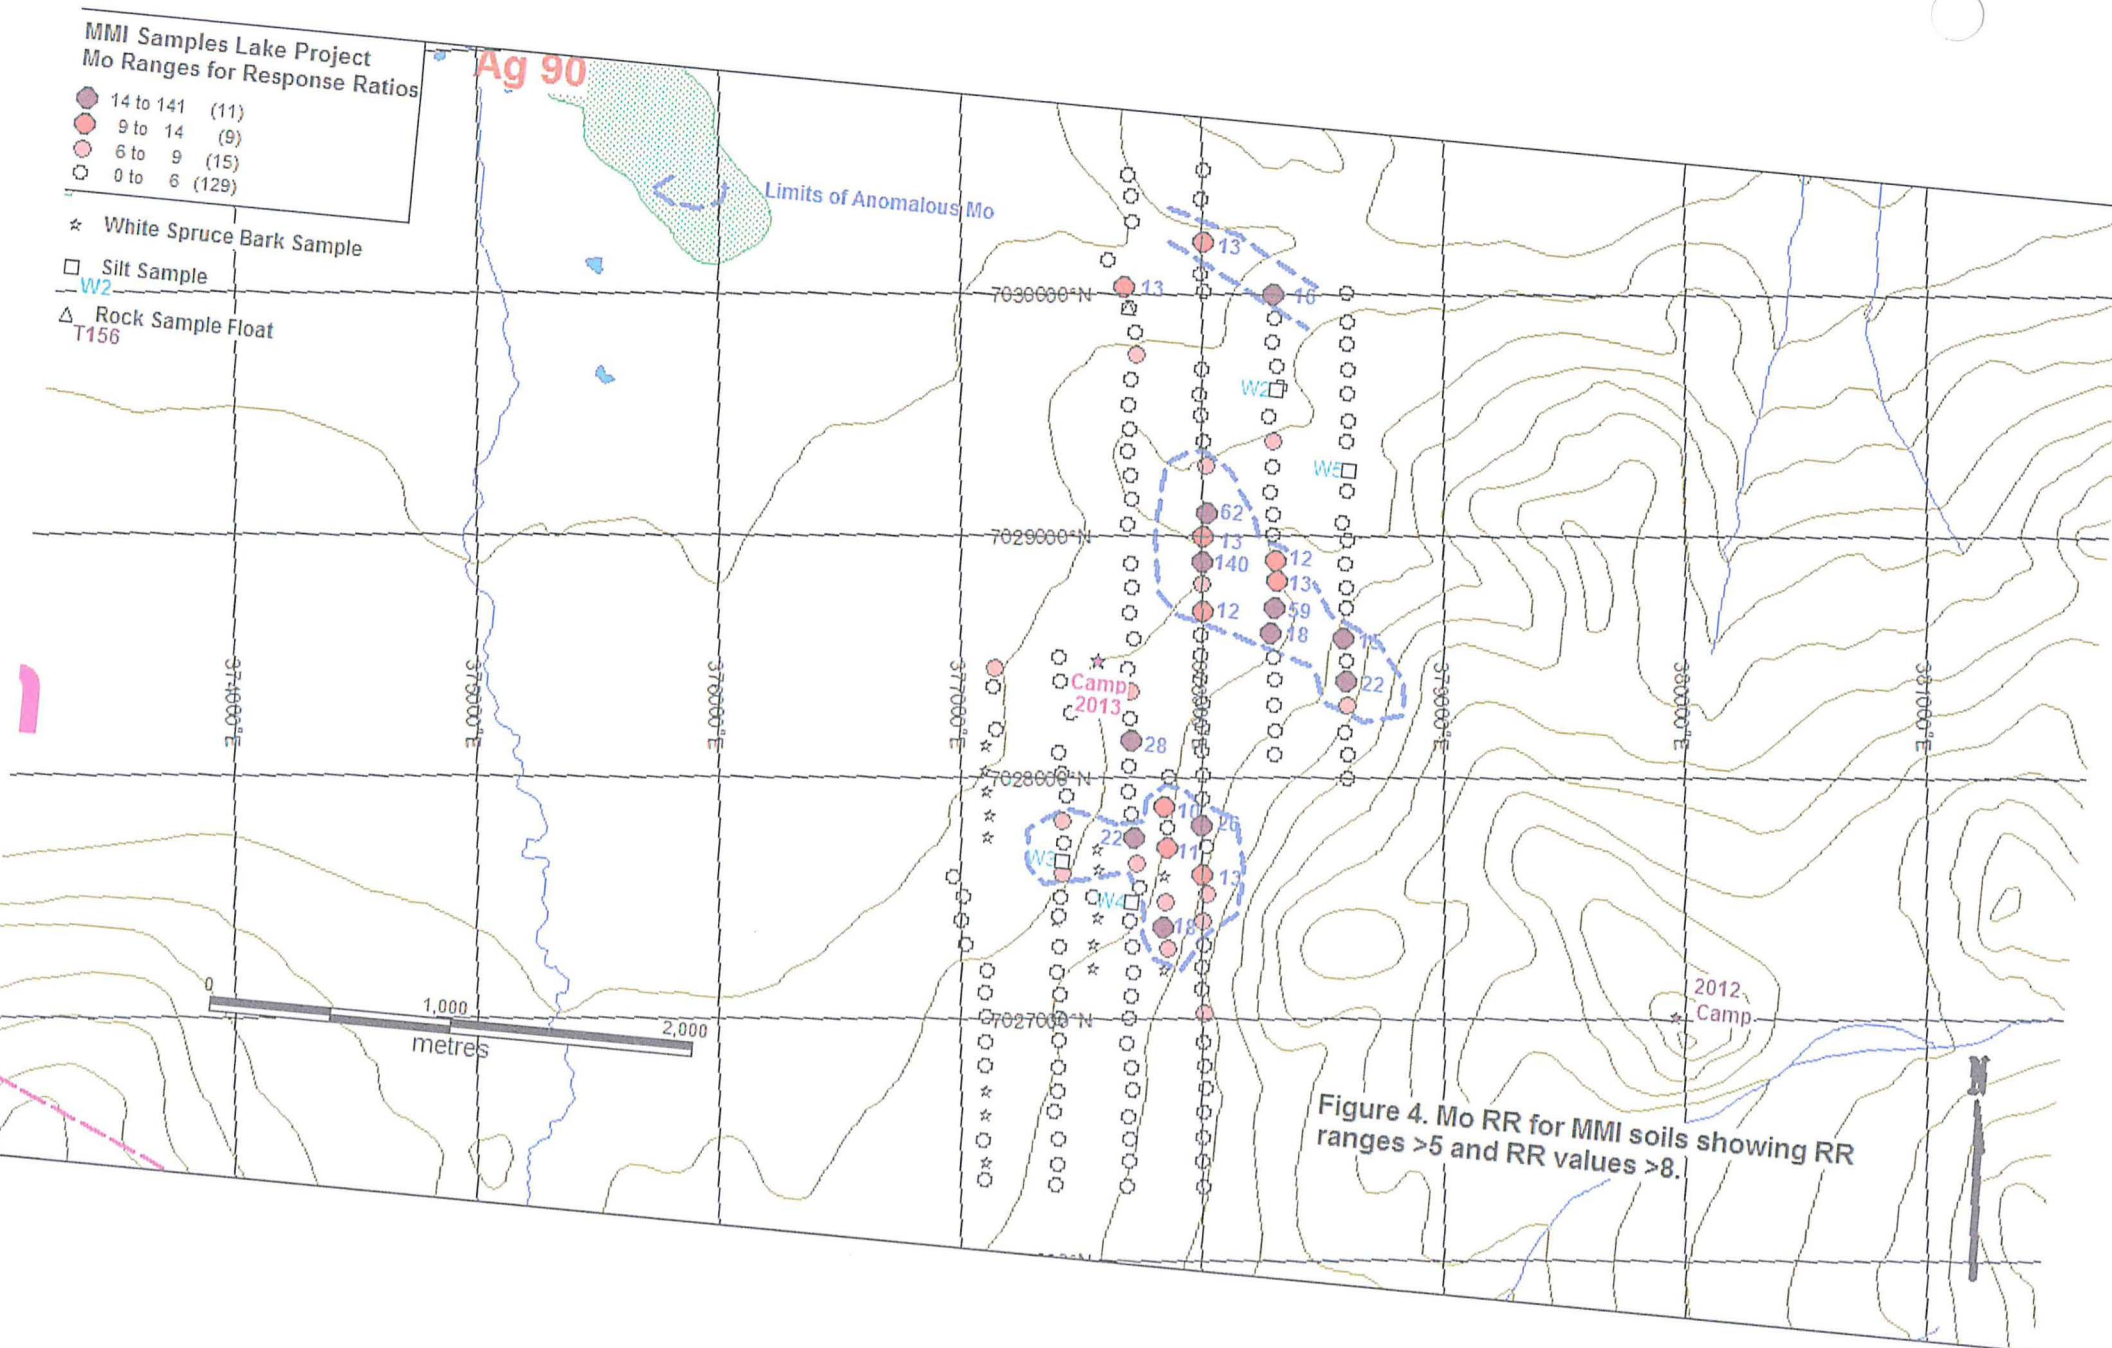 MMI Samples Lake Project
Mo Ranges for Response Ratios
14 to 141 (11)
9 to 14 (9)
6 to 9 (15)
0 to 6 (129)
White Spruce Bark Sample
Silt Sample
W2
Rock Sample Float
T156
Ag 90
Limits of Anomalous Mo
13
13
7030000°N
16
W2
W5
62
7029000°N
13
140
12
12
13
59
18
15
22
374000°E
375000°E
376000°E
377000°E
379000°E
380000°E
381000°E
Camp
2013
28
7028000°N
10
26
22
11
W3
13
W4
18
7027000°N
0
1,000
2,000
metres
2012
Camp
N
Figure 4. Mo RR for MMI soils showing RR
ranges >5 and RR values >8.